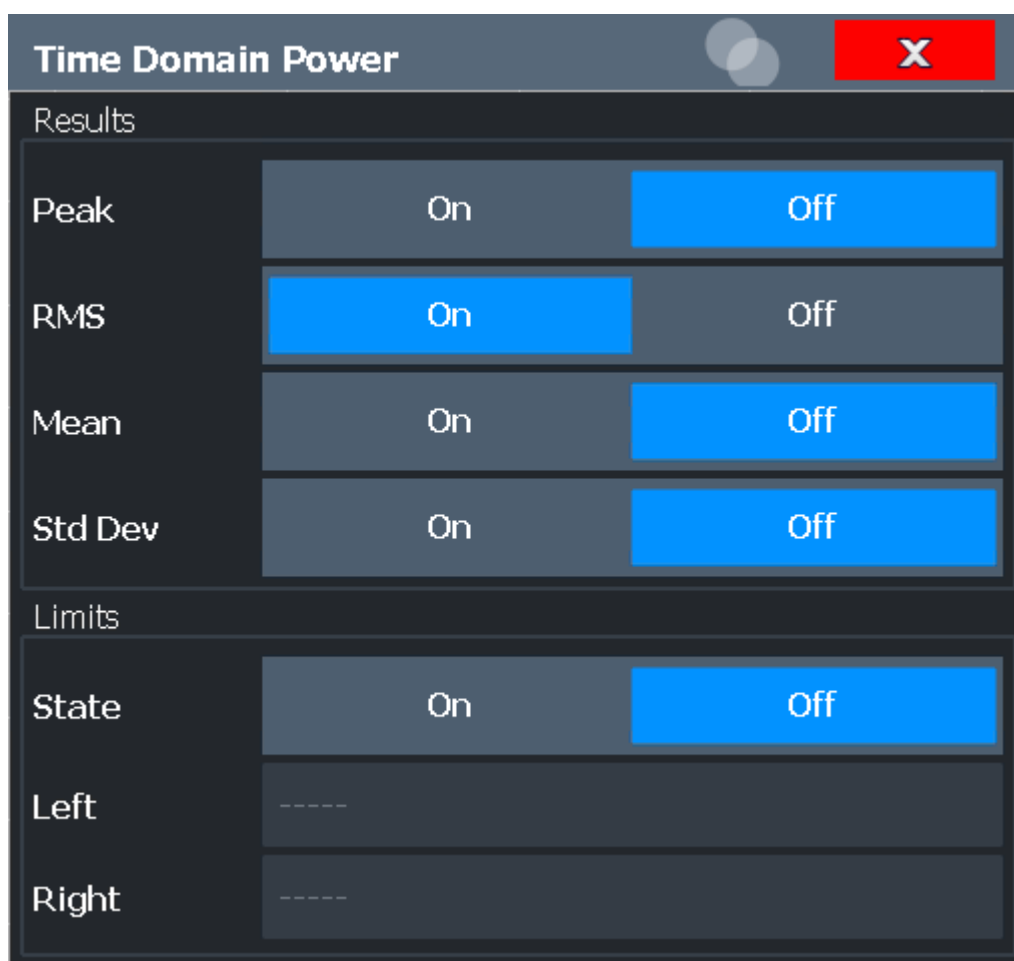 Time Domain Power X
Results
Peak On Off
RMS On Off
Mean On Off
Std Dev On Off
Limits
State On Off
Left -----
Right -----